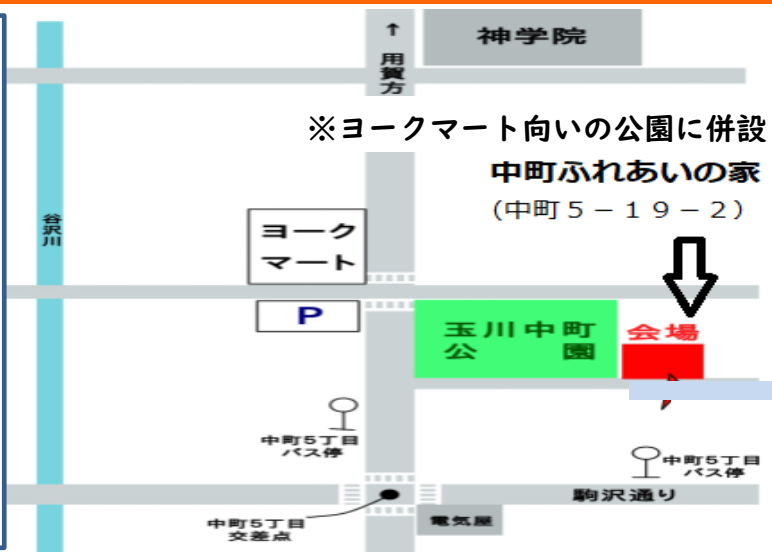 ↑
用
賀
方
神学院
※ヨークマート向いの公園に併設
中町ふれあいの家
(中町5-19-2)
谷沢川
ヨーク
マート
P
玉川中町
公　園
会場
中町5丁目
バス停
中町5丁目
バス停
駒沢通り
中町5丁目
交差点
電気屋